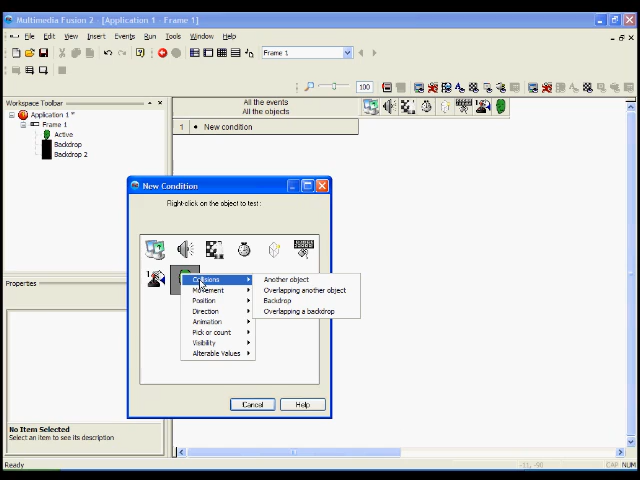 Multimedia Fusion 2 - [Application 1 - Frame 1]
File Edit View Insert Events Run Tools Window Help
Frame 1
100
Workspace Toolbar
Application 1 *
Frame 1
Active
Backdrop
Backdrop 2
All the events
All the objects
1 New condition
New Condition
Right-click on the object to test:
Collisions
Movement
Position
Direction
Animation
Pick or count
Visibility
Alterable Values
Another object
Overlapping another object
Backdrop
Overlapping a backdrop
Cancel
Help
Properties
No Item Selected
Select an item to see its description
Ready
-11, -90
CAP NUM